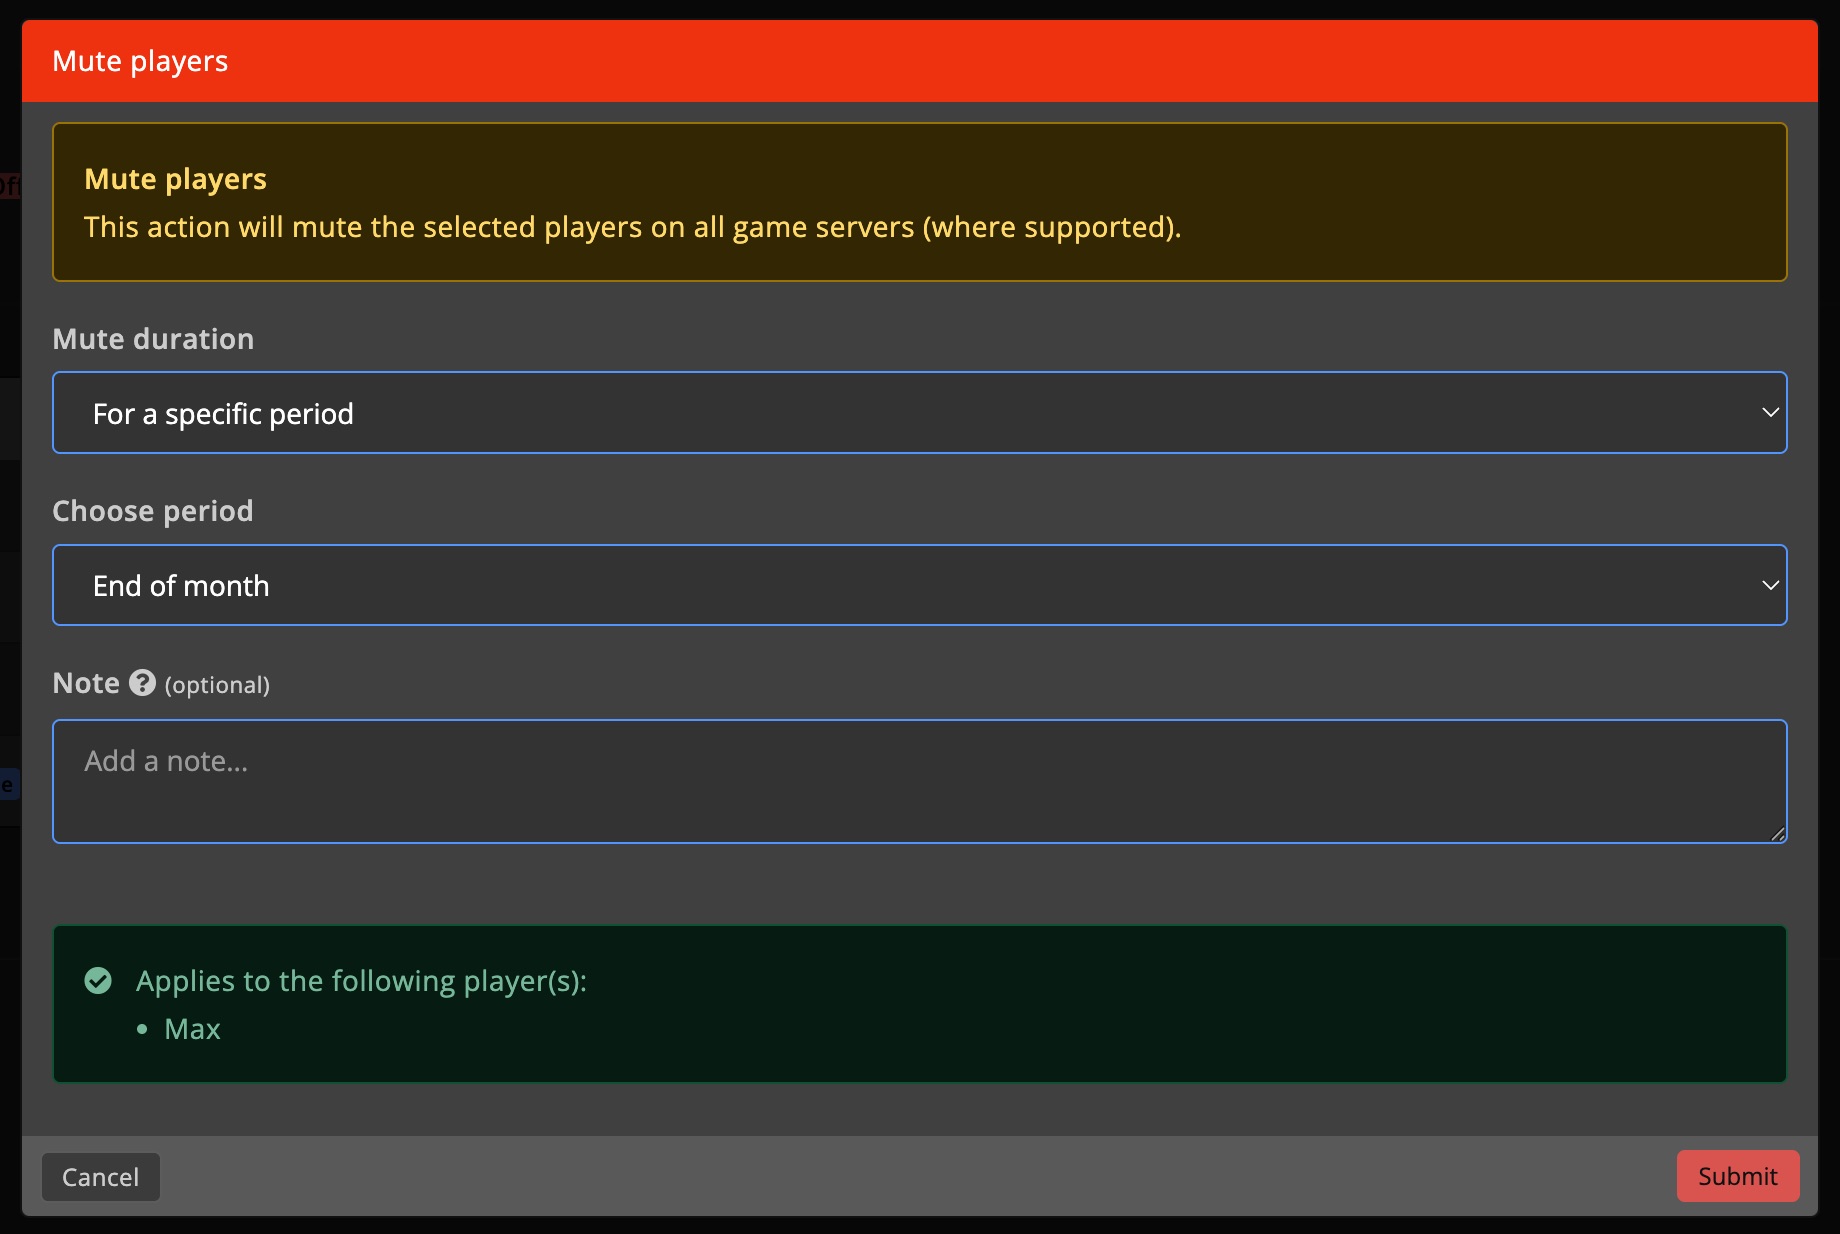 Mute players
Mute players
This action will mute the selected players on all game servers (where supported).
Mute duration
For a specific period
Choose period
End of month
Note (optional)
Add a note...
Applies to the following player(s):
• Max
Cancel
Submit